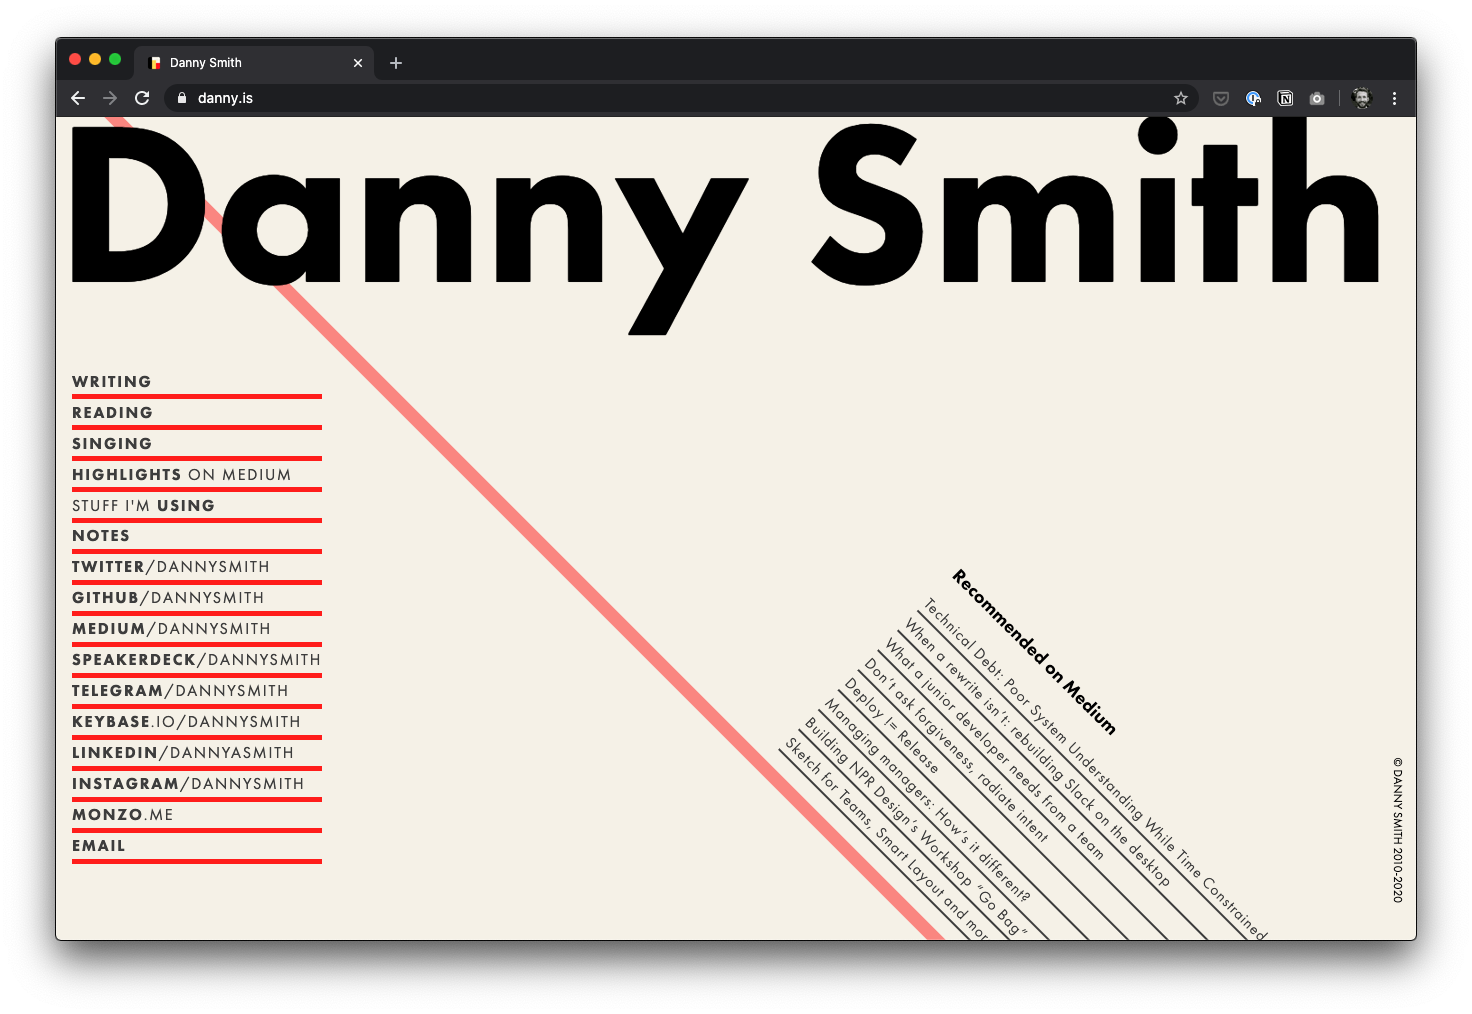 Danny Smith
danny.is
Danny Smith
WRITING
READING
SINGING
HIGHLIGHTS ON MEDIUM
STUFF I'M USING
NOTES
TWITTER/DANNYSMITH
GITHUB/DANNYSMITH
MEDIUM/DANNYSMITH
SPEAKERDECK/DANNYSMITH
TELEGRAM/DANNYSMITH
KEYBASE.IO/DANNYSMITH
LINKEDIN/DANNYASMITH
INSTAGRAM/DANNYSMITH
MONZO.ME
EMAIL
Recommended on Medium
Technical Debt: Poor System Understanding While Time Constrained
When a rewrite isn’t: rebuilding Slack on the desktop
What a junior developer needs from a team
Don’t ask forgiveness, radiate intent
Deploy != Release
Managing managers: How’s it different?
Building NPR Design’s Workshop “Go Bag”
Sketch for Teams, Smart Layout and mor
© DANNY SMITH 2010-2020